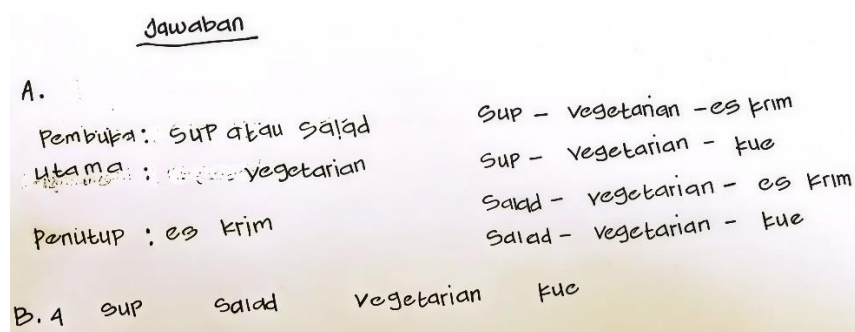 Jawaban
A.
Pembuka: sup atau salad
utama : vegetarian
Penutup : es krim
Sup - vegetarian - es krim
Sup - vegetarian - kue
Salad - vegetarian - es krim
Salad - vegetarian - kue
B. 4 sup salad vegetarian kue